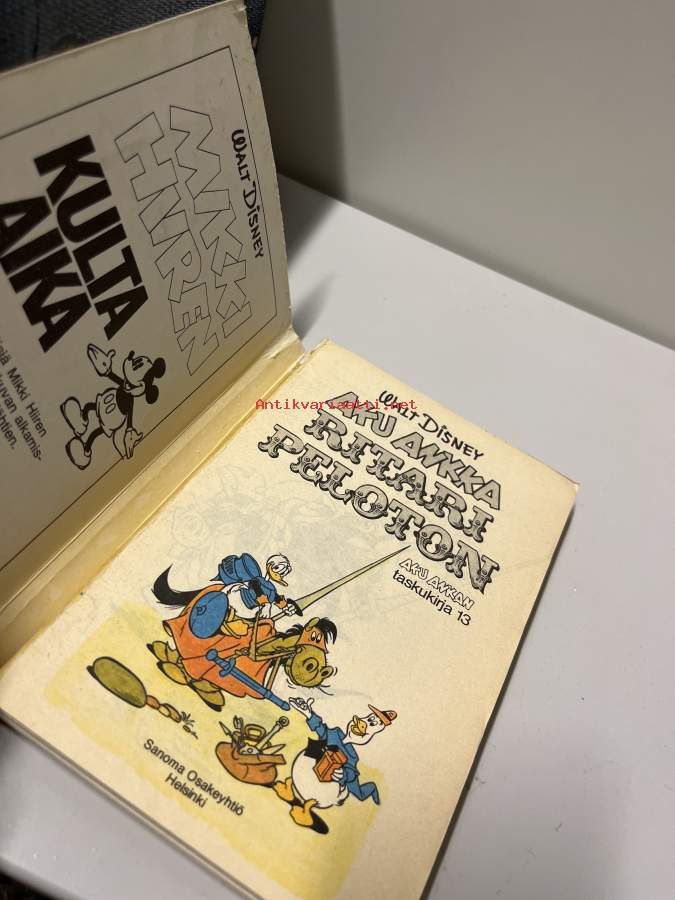 WALT DISNEY
MIKKI
HIIREN
KULTA
AIKA
Mikki Hiiren
kuvan alkamis-
Antikvariaatti.net
WALT DISNEY
AKU ANKKA
RITARI
PELOTON
AKU ANKAN
taskukirja 13
Sanoma Osakeyhtiö
Helsinki